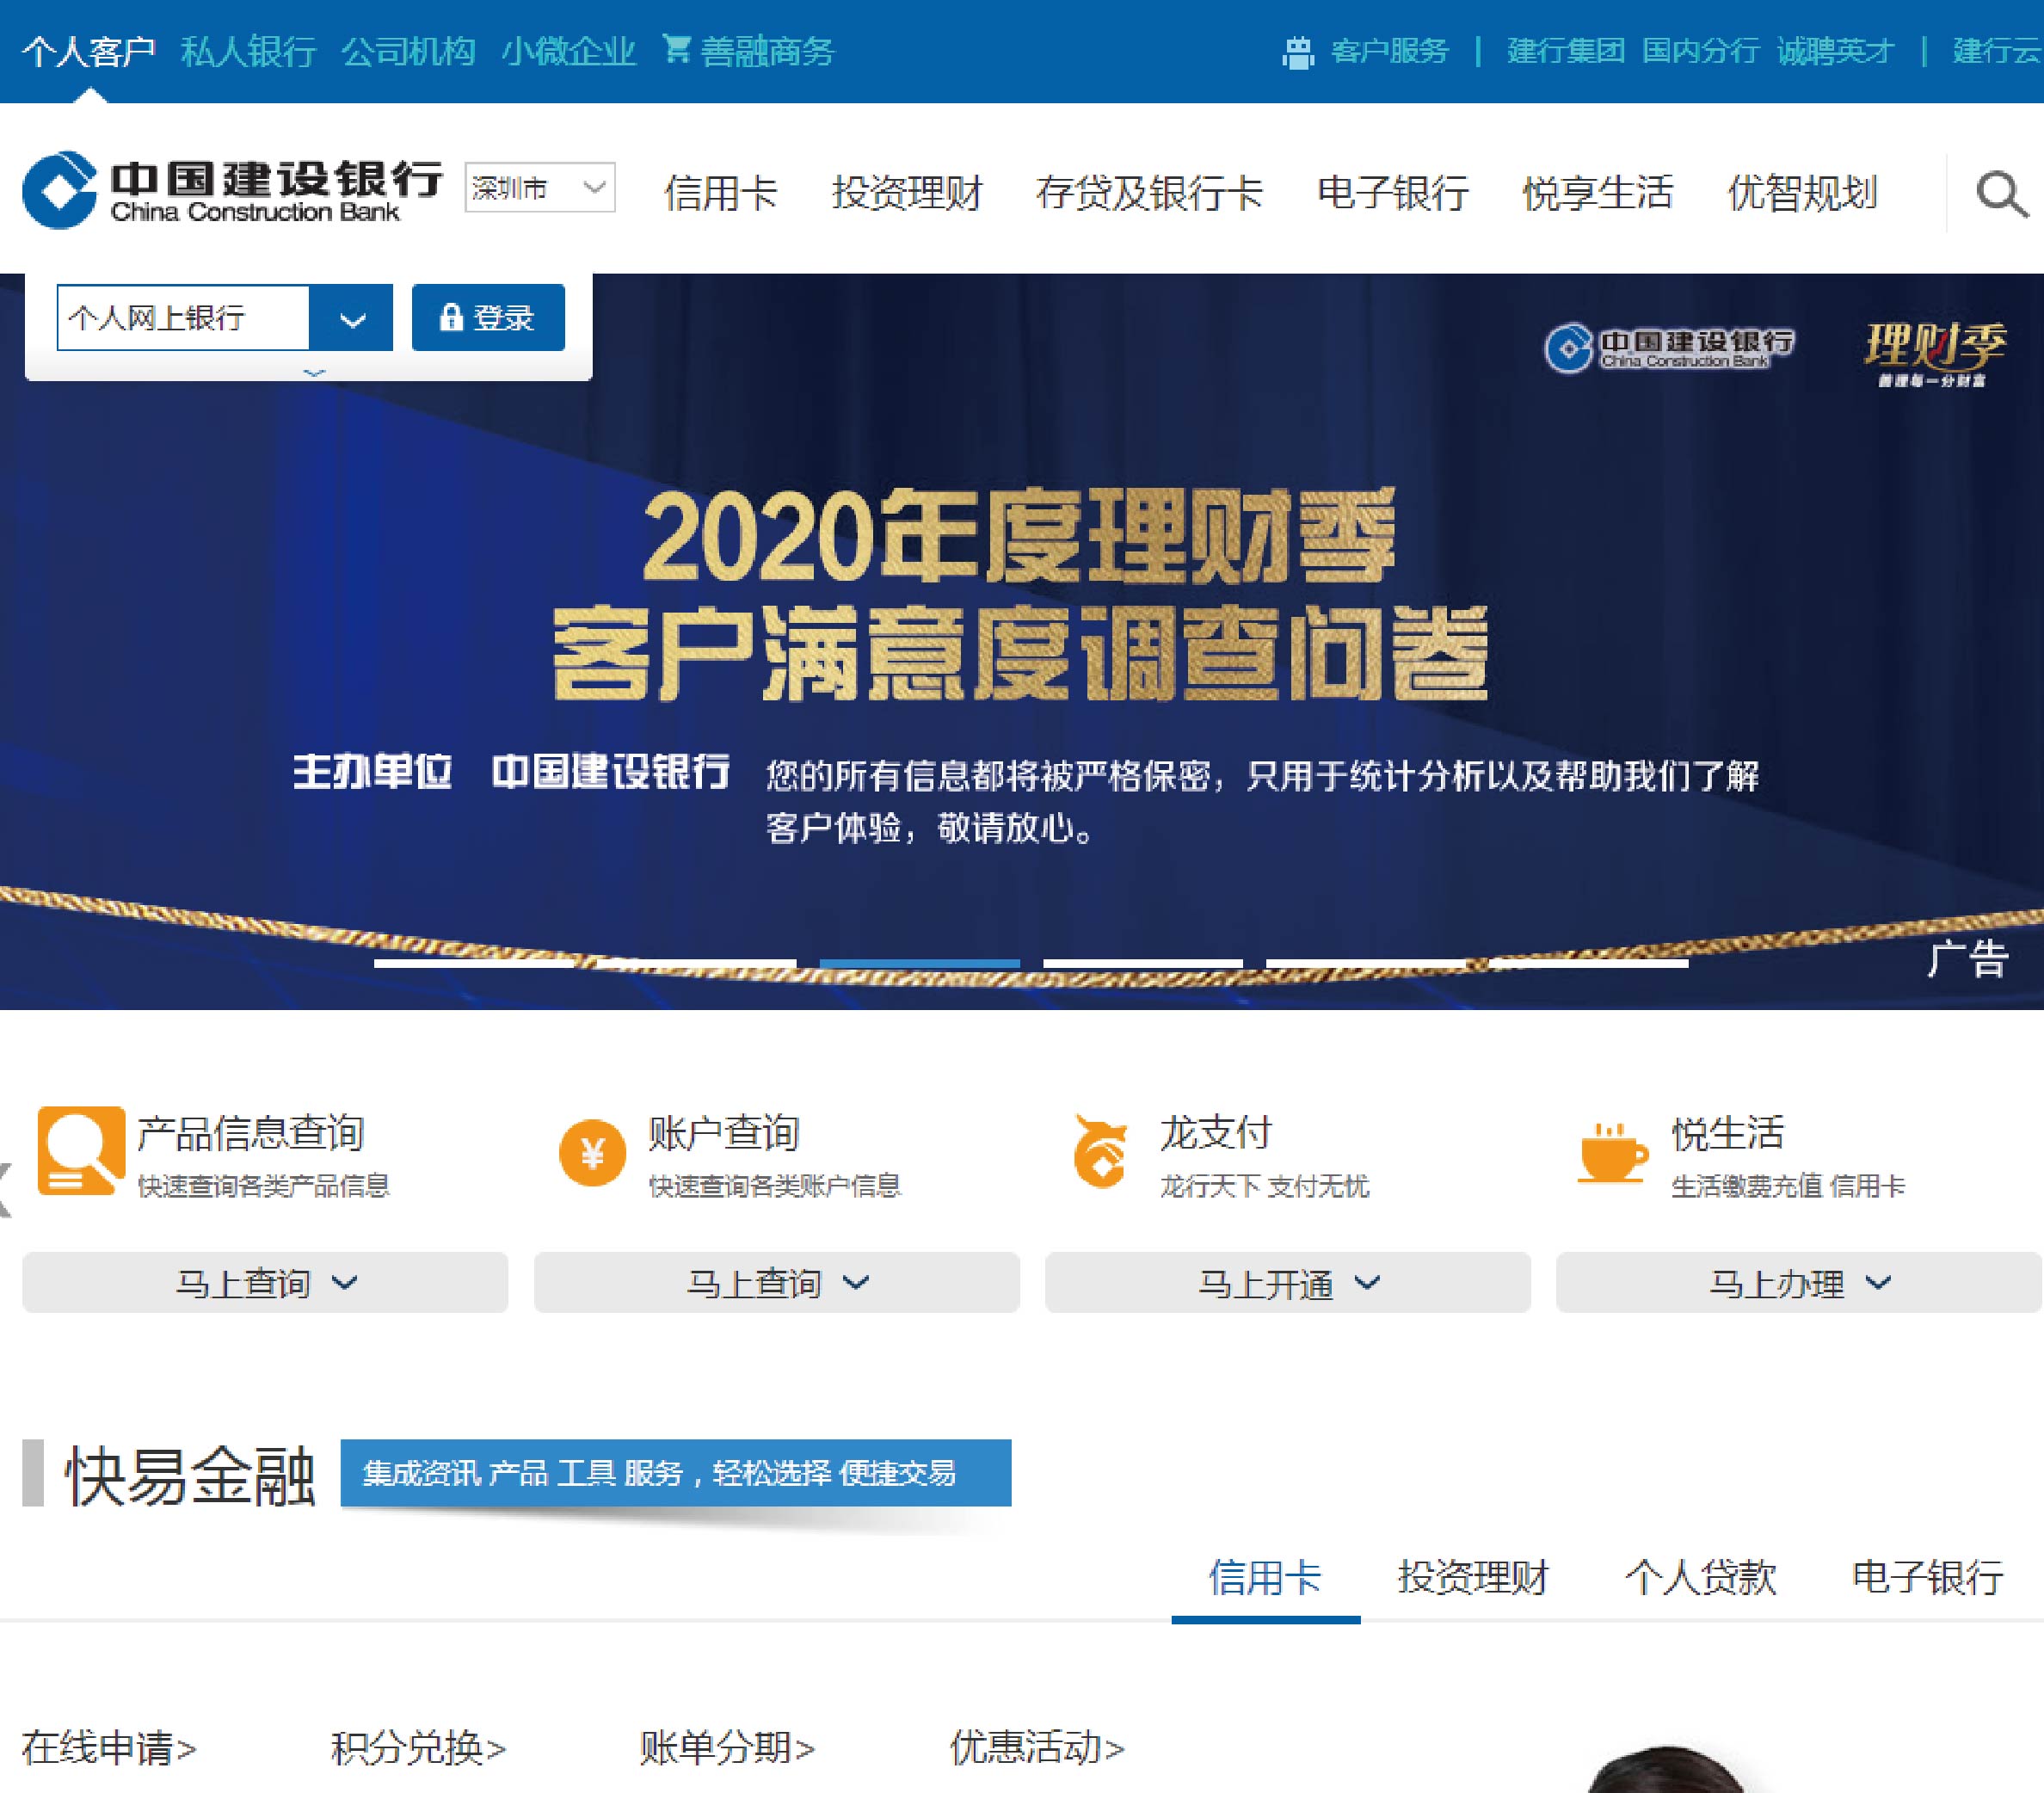 个人客户 私人银行 公司机构 小微企业 善融商务 客户服务 | 建行集团 国内分行 诚聘英才 | 建行云
中国建设银行
China Construction Bank
深圳市
信用卡 投资理财 存贷及银行卡 电子银行 悦享生活 优智规划
个人网上银行 登录
中国建设银行
China Construction Bank
理财季
善理每一分财富
2020年度理财季
客户满意度调查问卷
主办单位 中国建设银行
您的所有信息都将被严格保密，只用于统计分析以及帮助我们了解
客户体验，敬请放心。
广告
产品信息查询
快速查询各类产品信息
马上查询
¥
账户查询
快速查询各类账户信息
马上查询
龙支付
龙行天下 支付无忧
马上开通
悦生活
生活缴费充值 信用卡
马上办理
快易金融
集成资讯 产品 工具 服务，轻松选择 便捷交易
信用卡 投资理财 个人贷款 电子银行
在线申请> 积分兑换> 账单分期> 优惠活动>